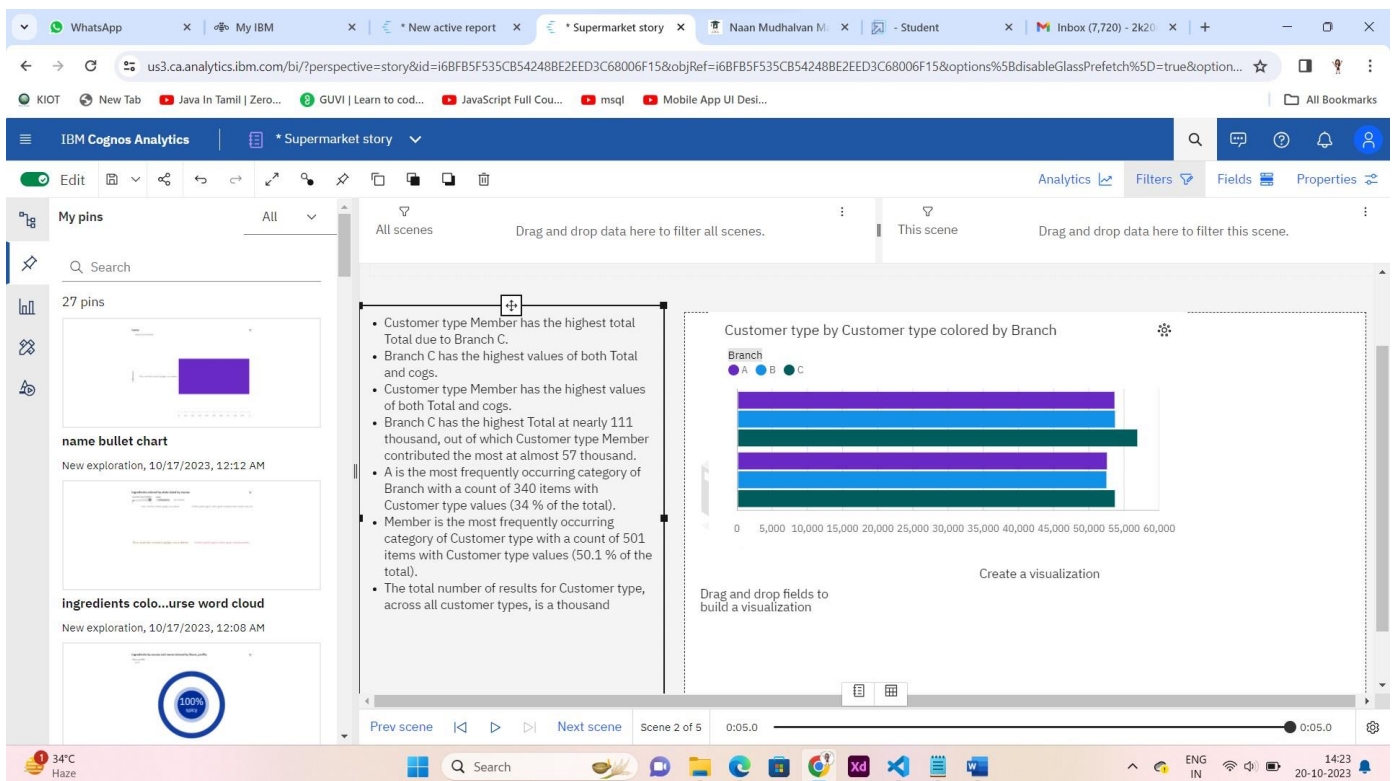 WhatsApp
My IBM
* New active report
* Supermarket story
Naan Mudhalvan Ma
- Student
Inbox (7,720) - 2k20
us3.ca.analytics.ibm.com/bi/?perspective=story&id=i6BFB5F535CB54248BE2EED3C68006F15&objRef=i6BFB5F535CB54248BE2EED3C68006F15&options%5BdisableGlassPrefetch%5D=true&option...
KIOT
New Tab
Java In Tamil | Zero...
GUVI | Learn to cod...
JavaScript Full Cou...
msql
Mobile App UI Desi...
All Bookmarks
IBM Cognos Analytics
* Supermarket story
Edit
Analytics
Filters
Fields
Properties
My pins
All
Search
27 pins
name bullet chart
New exploration, 10/17/2023, 12:12 AM
ingredients colo...urse word cloud
New exploration, 10/17/2023, 12:08 AM
100%
spicy
All scenes
Drag and drop data here to filter all scenes.
This scene
Drag and drop data here to filter this scene.
• Customer type Member has the highest total
Total due to Branch C.
• Branch C has the highest values of both Total
and cogs.
• Customer type Member has the highest values
of both Total and cogs.
• Branch C has the highest Total at nearly 111
thousand, out of which Customer type Member
contributed the most at almost 57 thousand.
• A is the most frequently occurring category of
Branch with a count of 340 items with
Customer type values (34 % of the total).
• Member is the most frequently occurring
category of Customer type with a count of 501
items with Customer type values (50.1 % of the
total).
• The total number of results for Customer type,
across all customer types, is a thousand
Customer type by Customer type colored by Branch
Branch
A B C
0 5,000 10,000 15,000 20,000 25,000 30,000 35,000 40,000 45,000 50,000 55,000 60,000
Create a visualization
Drag and drop fields to
build a visualization
Prev scene
Next scene
Scene 2 of 5
0:05.0
0:05.0
1
34°C
Haze
Search
Xd
W
ENG
IN
14:23
20-10-2023